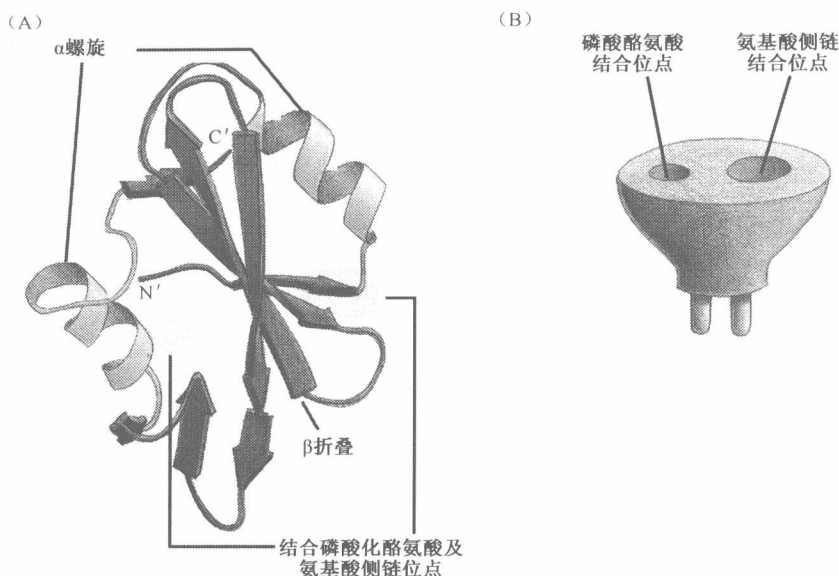 （A）
（B）
α螺旋
磷酸酪氨酸
结合位点
氨基酸侧链
结合位点
C′
N′
β折叠
结合磷酸化酪氨酸及
氨基酸侧链位点